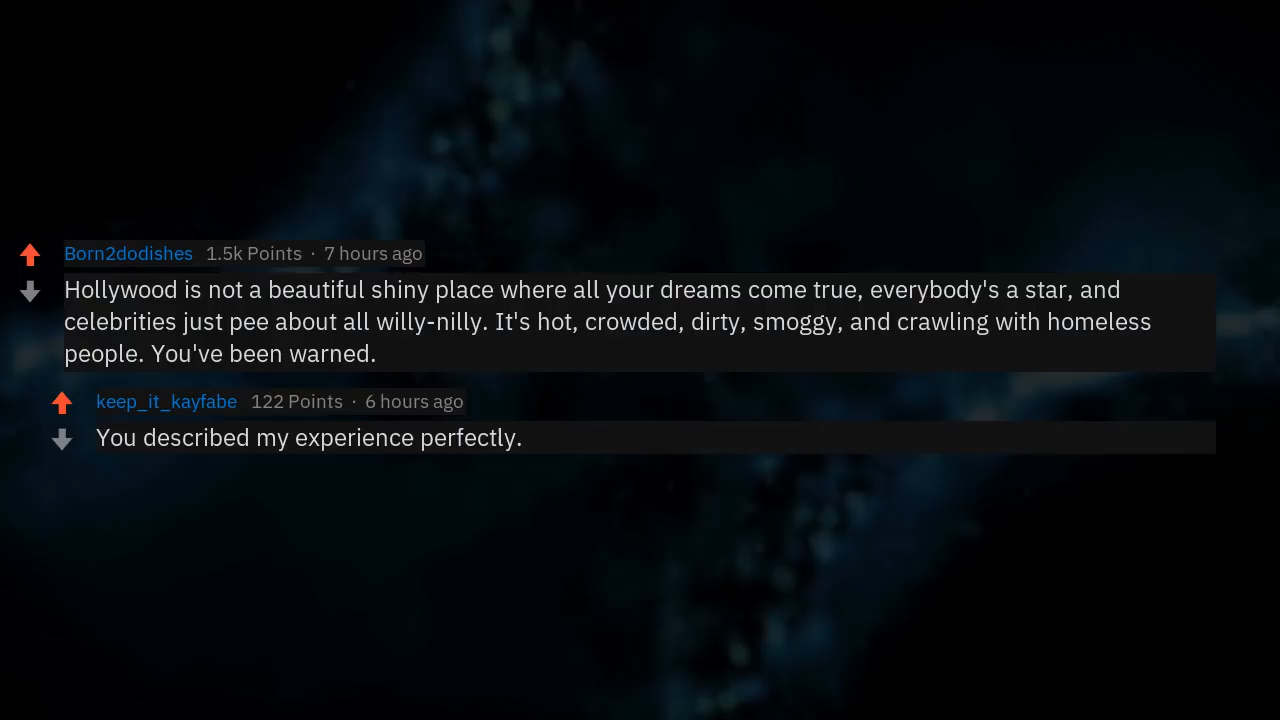 Born2dodishes 1.5k Points · 7 hours ago
Hollywood is not a beautiful shiny place where all your dreams come true, everybody's a star, and
celebrities just pee about all willy-nilly. It's hot, crowded, dirty, smoggy, and crawling with homeless
people. You've been warned.
keep_it_kayfabe 122 Points · 6 hours ago
You described my experience perfectly.